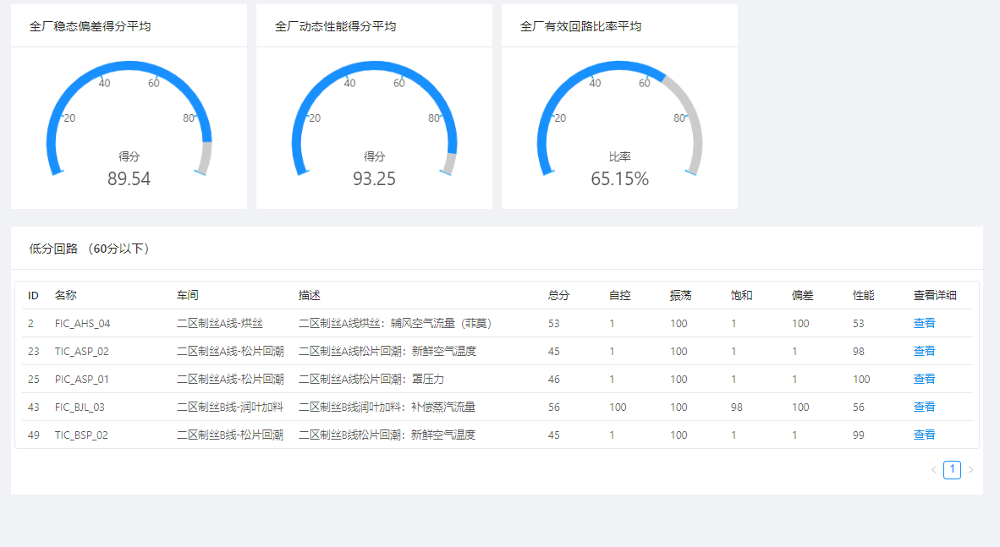 全厂稳态偏差得分平均 全厂动态性能得分平均 全厂有效回路比率平均
40 60 40 60 40 60
20 80 20 80 20 80
得分 得分 比率
89.54 93.25 65.15%
低分回路 （60分以下）
ID 名称 车间 描述 总分 自控 振荡 饱和 偏差 性能 查看详细
2 FIC_AHS_04 二区制丝A线-烘丝 二区制丝A线烘丝：辅风空气流量（菲莫） 53 1 100 1 100 53 查看
23 TIC_ASP_02 二区制丝A线-松片回潮 二区制丝A线松片回潮：新鲜空气温度 45 1 100 1 1 98 查看
25 PIC_ASP_01 二区制丝A线-松片回潮 二区制丝A线松片回潮：罩压力 46 1 100 1 1 100 查看
43 FIC_BJL_03 二区制丝B线-润叶加料 二区制丝B线润叶加料：补偿蒸汽流量 56 100 100 98 100 56 查看
49 TIC_BSP_02 二区制丝B线-松片回潮 二区制丝B线松片回潮：新鲜空气温度 45 1 100 1 1 99 查看
< 1 >